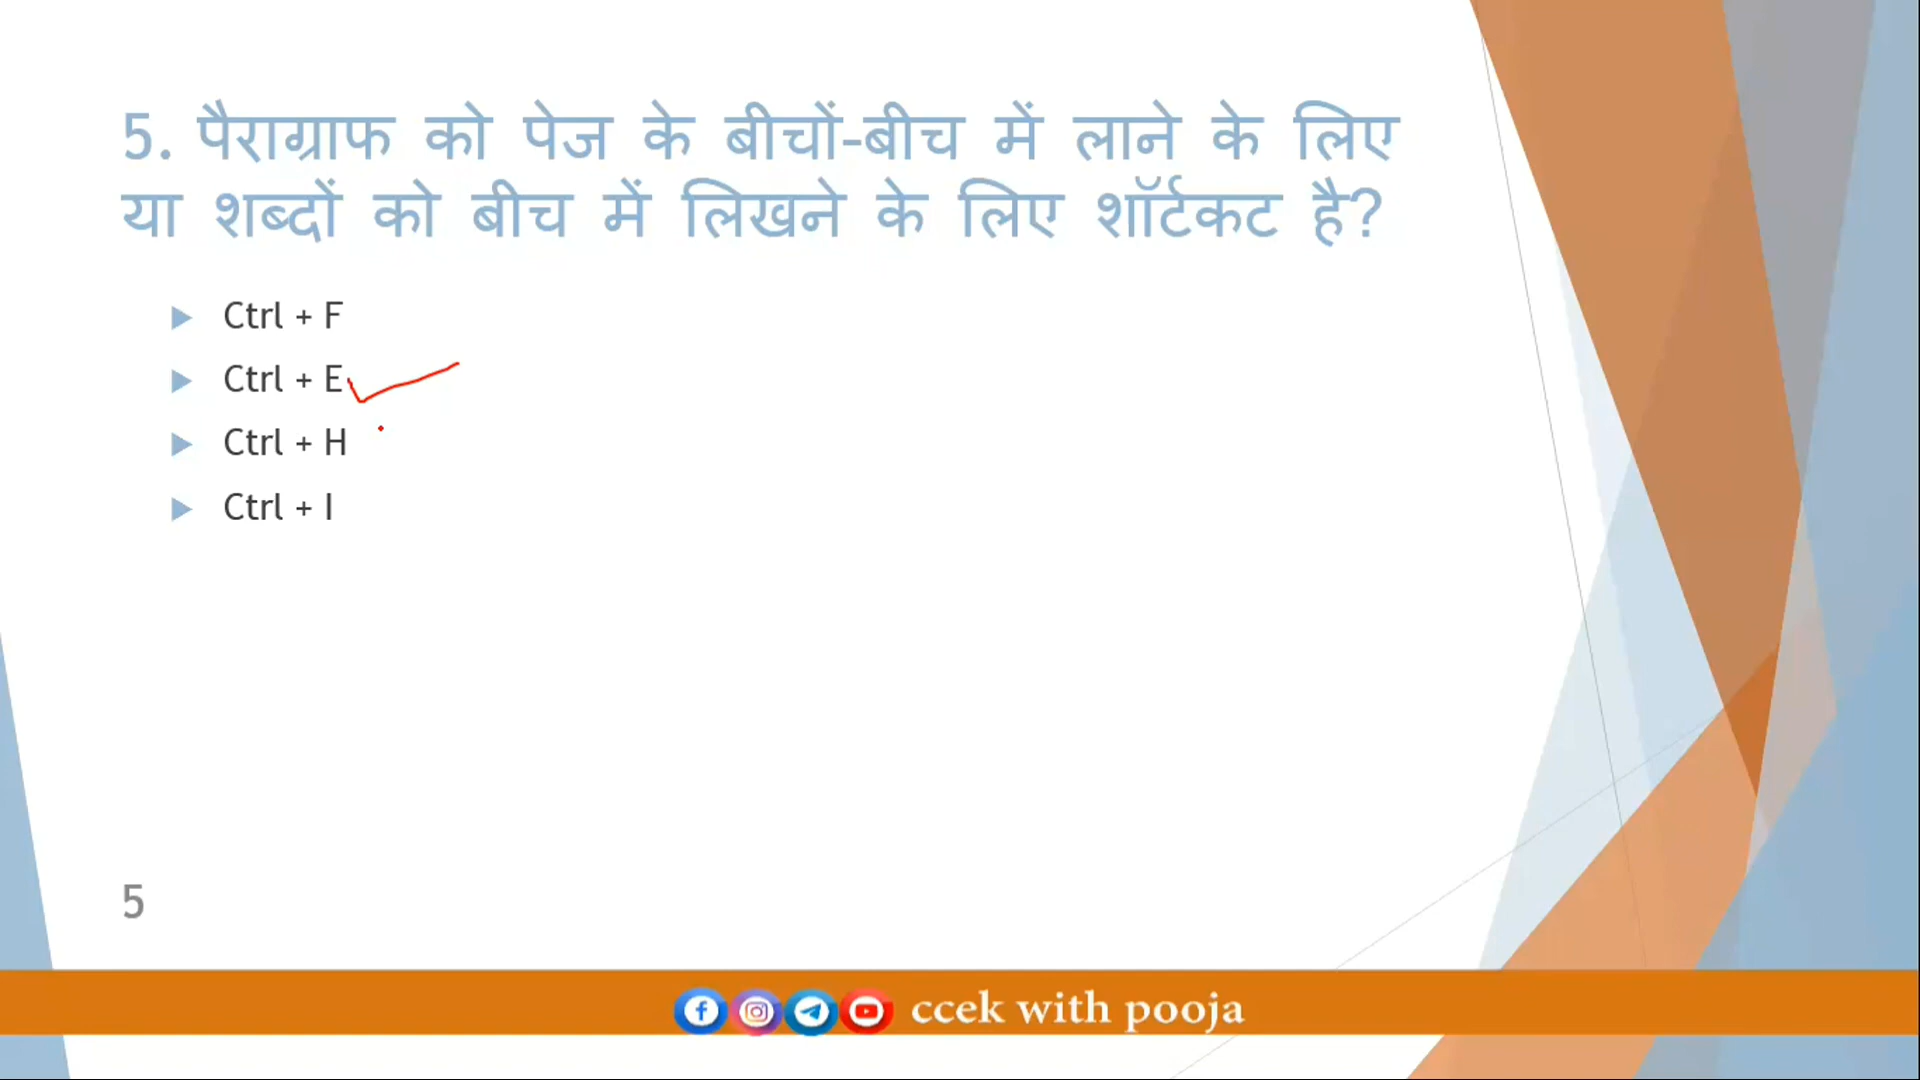 5. पैराग्राफ को पेज के बीचों-बीच में लाने के लिए
या शब्दों को बीच में लिखने के लिए शॉर्टकट है?
Ctrl + F
Ctrl + E
Ctrl + H
Ctrl + I
5
ccek with pooja